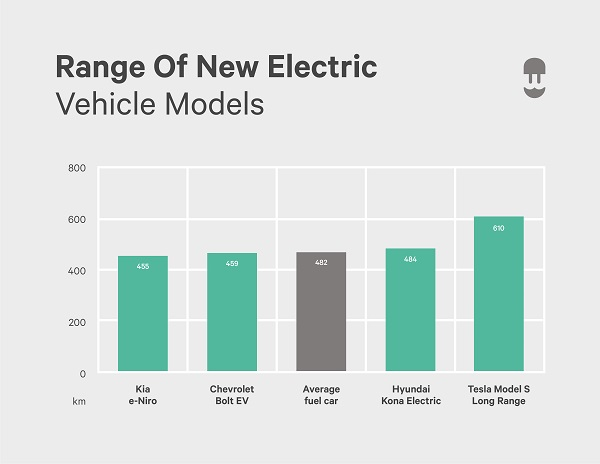 Range Of New Electric
Vehicle Models
800
600
400
200
0
km
455
459
482
484
610
Kia
e-Niro
Chevrolet
Bolt EV
Average
fuel car
Hyundai
Kona Electric
Tesla Model S
Long Range